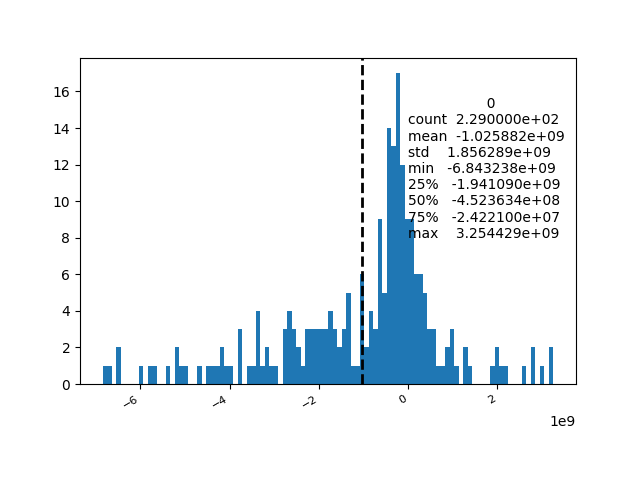 16
14
12
10
8
6
4
2
0
0
count 2.290000e+02
mean -1.025882e+09
std 1.856289e+09
min -6.843238e+09
25% -1.941090e+09
50% -4.523634e+08
75% -2.422100e+07
max 3.254429e+09
−6 −4 −2 0 2
1e9